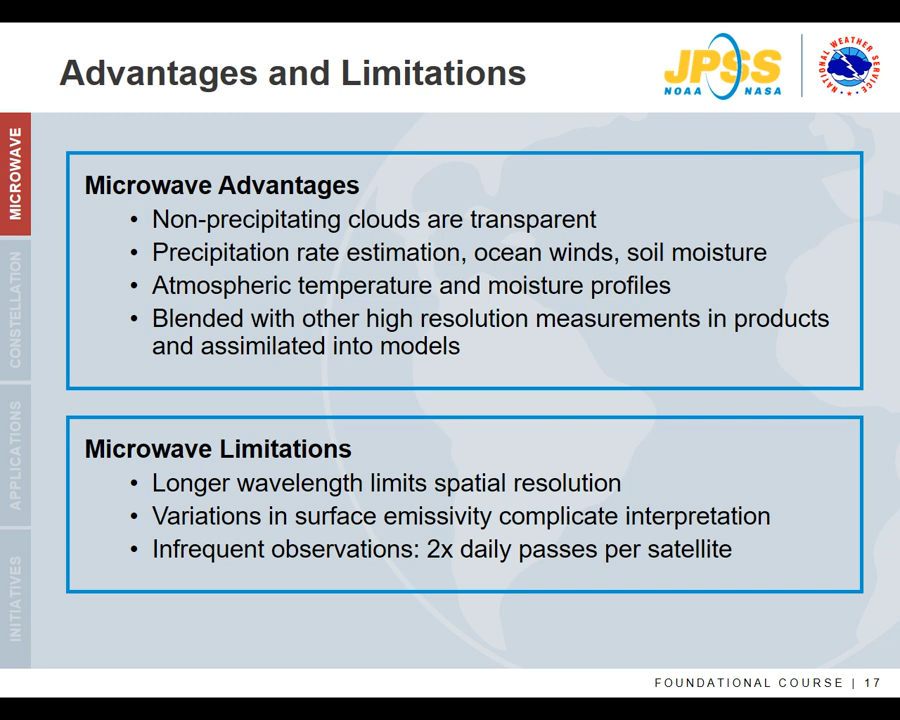 Advantages and Limitations
JPSS
NOAA NASA
NATIONAL WEATHER SERVICE
MICROWAVE
CONSTELLATION
APPLICATIONS
INITIATIVES
Microwave Advantages
• Non-precipitating clouds are transparent
• Precipitation rate estimation, ocean winds, soil moisture
• Atmospheric temperature and moisture profiles
• Blended with other high resolution measurements in products
and assimilated into models
Microwave Limitations
• Longer wavelength limits spatial resolution
• Variations in surface emissivity complicate interpretation
• Infrequent observations: 2x daily passes per satellite
FOUNDATIONAL COURSE | 17